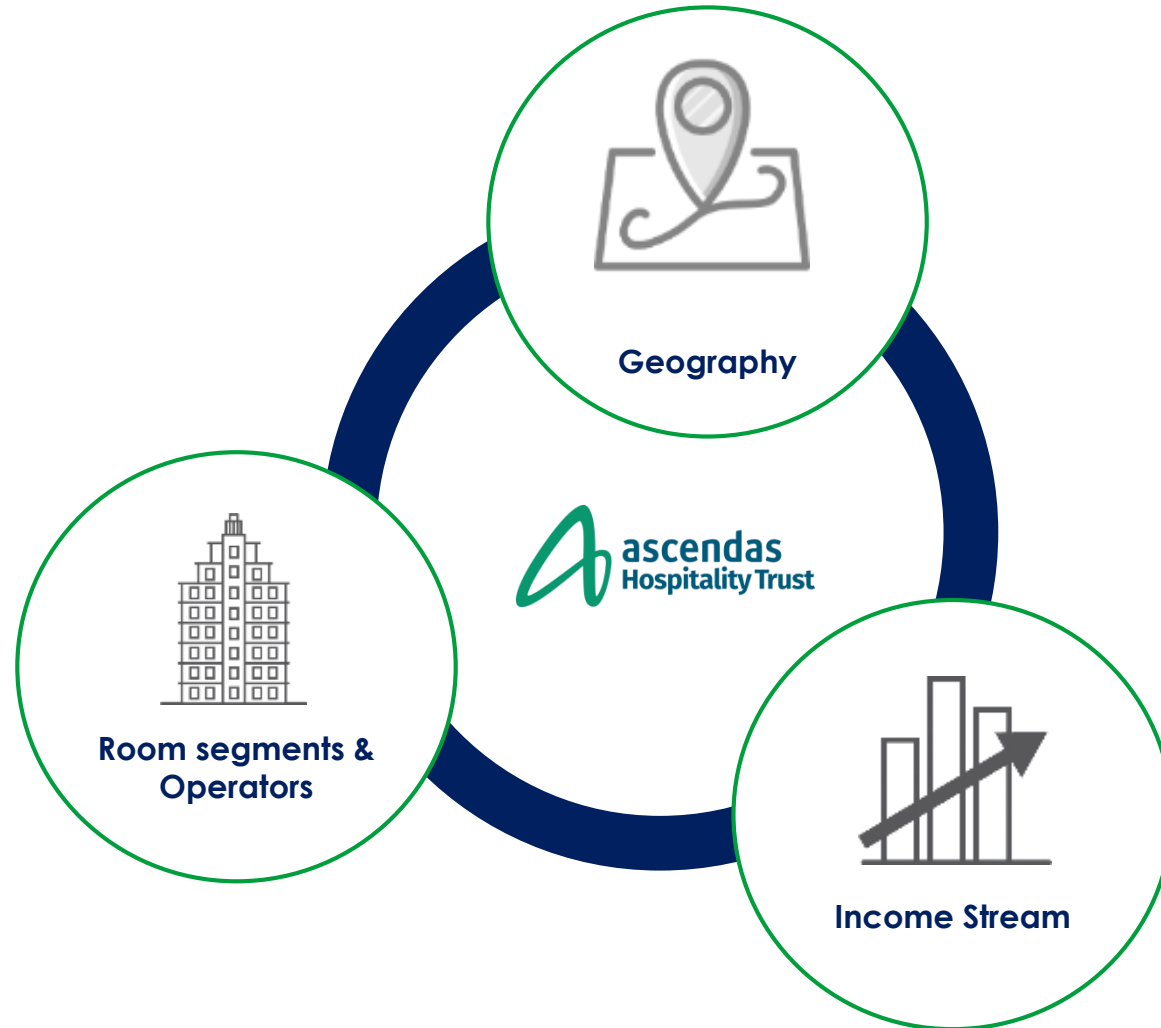 Geography
ascendas
Hospitality Trust
Room segments &
Operators
Income Stream